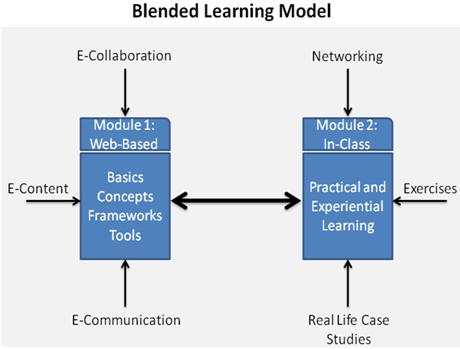 Blended Learning Model
E-Collaboration
Networking
Module 1:
Web-Based
Module 2:
In-Class
E-Content
Basics
Concepts
Frameworks
Tools
Practical and
Experiential
Learning
Exercises
E-Communication
Real Life Case
Studies